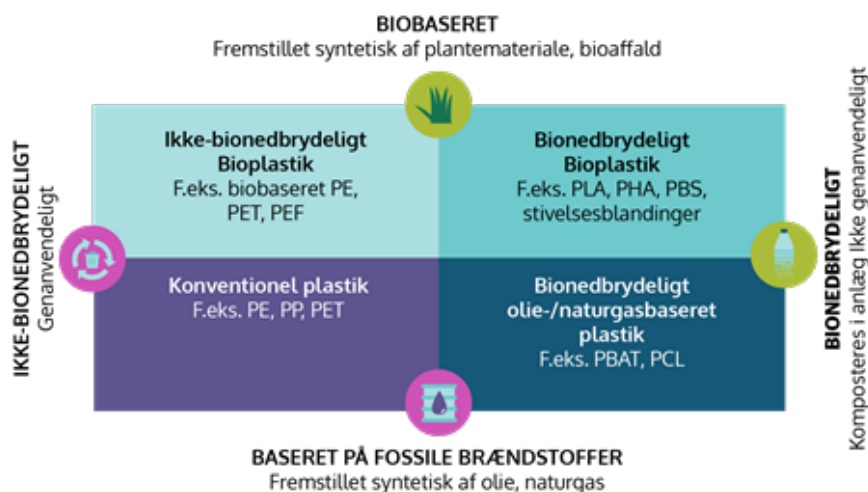 BIOBASERET
Fremstillet syntetisk af plantemateriale, bioaffald
IKKE-BIONEDBRYDELIGT
Genanvendeligt
Ikke-bionedbrydeligt
Bioplastik
F.eks. biobaseret PE,
PET, PEF
Bionedbrydeligt
Bioplastik
F.eks. PLA, PHA, PBS,
stivelsesblandinger
Konventionel plastik
F.eks. PE, PP, PET
Bionedbrydeligt
olie-/naturgasbaseret
plastik
F.eks. PBAT, PCL
BIONEDBRYDELIGT
Komposteres i anlæg Ikke genanvendeligt
BASERET PÅ FOSSILE BRÆNDSTOFFER
Fremstillet syntetisk af olie, naturgas